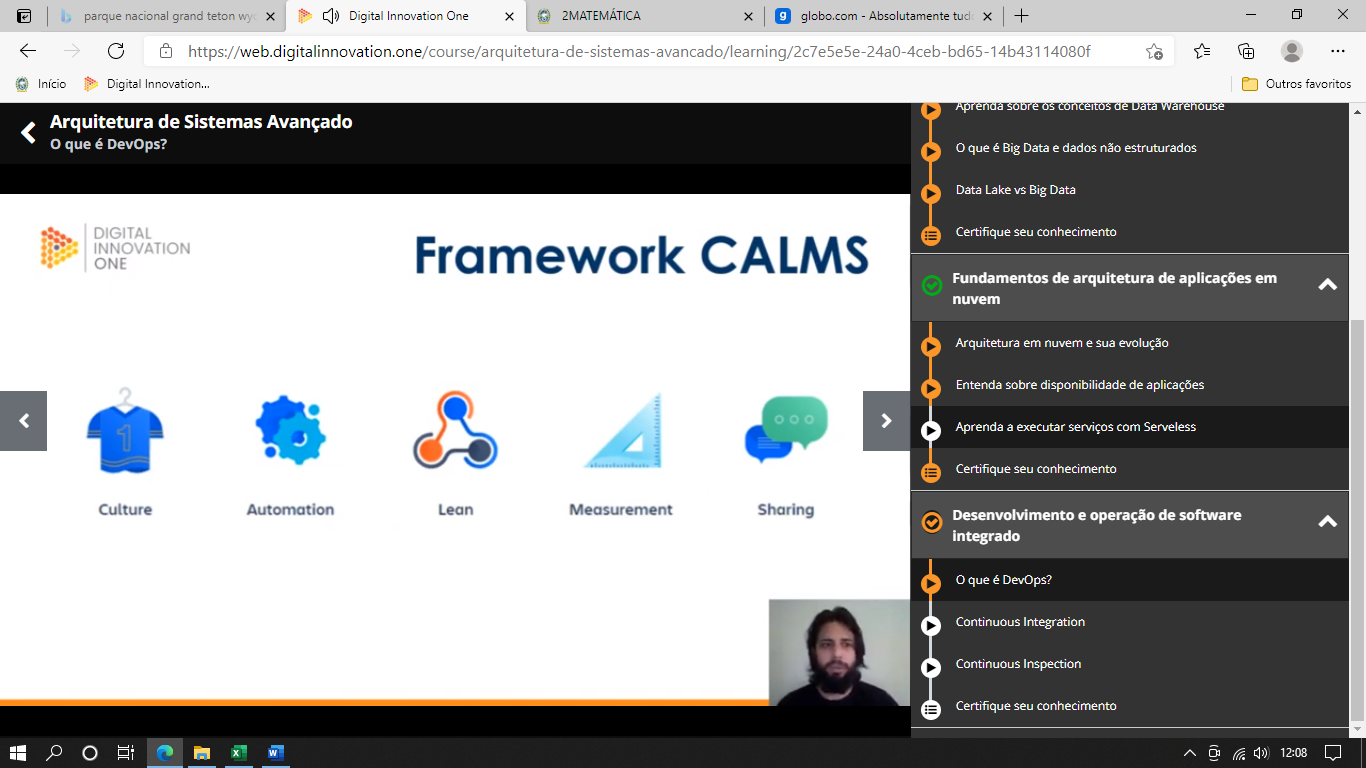 parque nacional grand teton wyo
Digital Innovation One
2MATEMÁTICA
globo.com - Absolutamente tud
https://web.digitalinnovation.one/course/arquitetura-de-sistemas-avancado/learning/2c7e5e5e-24a0-4ceb-bd65-14b43114080f
Início
Digital Innovation...
Outros favoritos
Arquitetura de Sistemas Avançado
O que é DevOps?
DIGITAL
INNOVATION
ONE
Framework CALMS
1
Culture
Automation
Lean
Measurement
Sharing
Aprenda sobre os conceitos de Data Warehouse
O que é Big Data e dados não estruturados
Data Lake vs Big Data
Certifique seu conhecimento
Fundamentos de arquitetura de aplicações em
nuvem
Arquitetura em nuvem e sua evolução
Entenda sobre disponibilidade de aplicações
Aprenda a executar serviços com Serveless
Certifique seu conhecimento
Desenvolvimento e operação de software
integrado
O que é DevOps?
Continuous Integration
Continuous Inspection
Certifique seu conhecimento
12:08